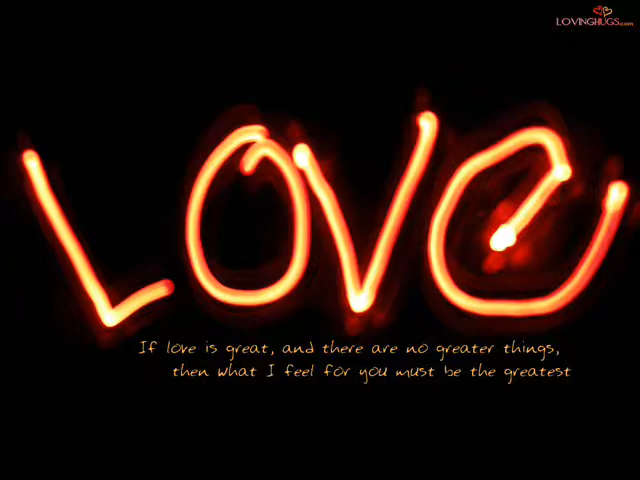 LOVINGHUGS.com
LOVe
If love is great, and there are no greater things,
then what I feel for you must be the greatest